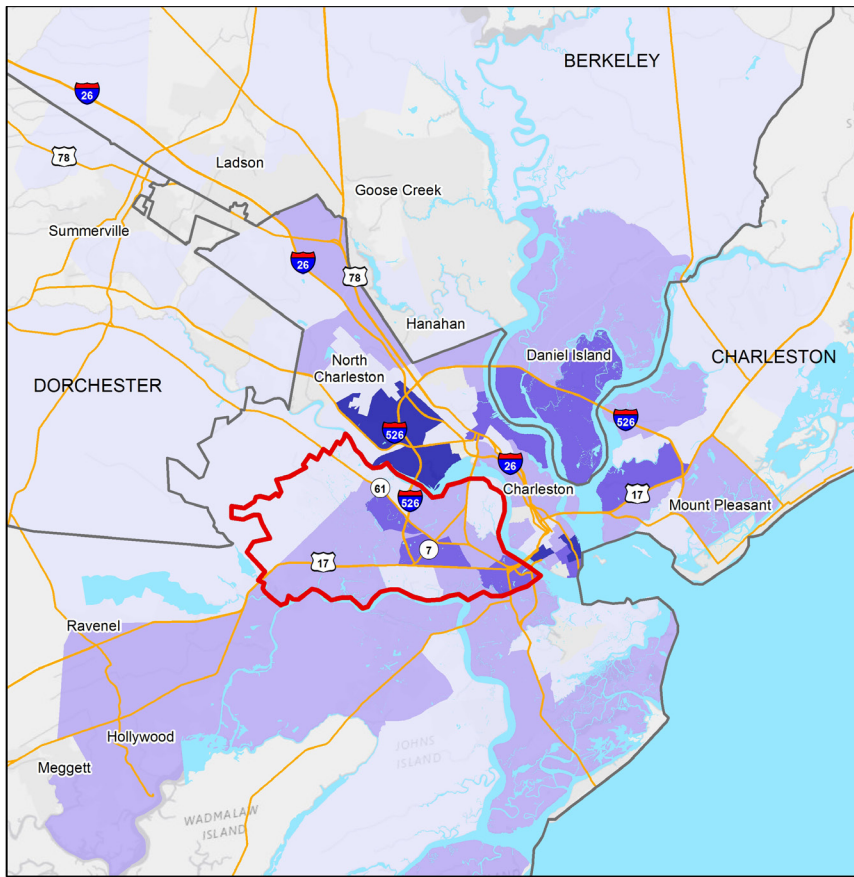 BERKELEY
26
78
Ladson
Goose Creek
Summerville
26
78
Hanahan
North
Charleston
Daniel Island
CHARLESTON
DORCHESTER
526
526
26
61
526
Charleston
17
Mount Pleasant
7
17
Ravenel
Hollywood
JOHNS
ISLAND
Meggett
WADMALAW
ISLAND